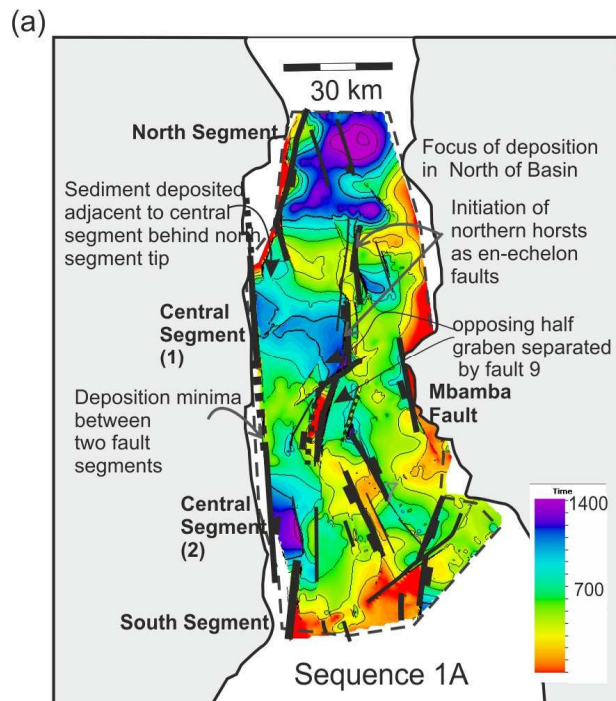 (a)
30 km
North Segment
Focus of deposition
in North of Basin
Sediment deposited
adjacent to central
segment behind north
segment tip
Initiation of
northern horsts
as en-echelon
faults
Central
Segment
(1)
opposing half
graben separated
by fault 9
Mbamba
Fault
Deposition minima
between
two fault
segments
Central
Segment
(2)
Time
1400
700
South Segment
Sequence 1A